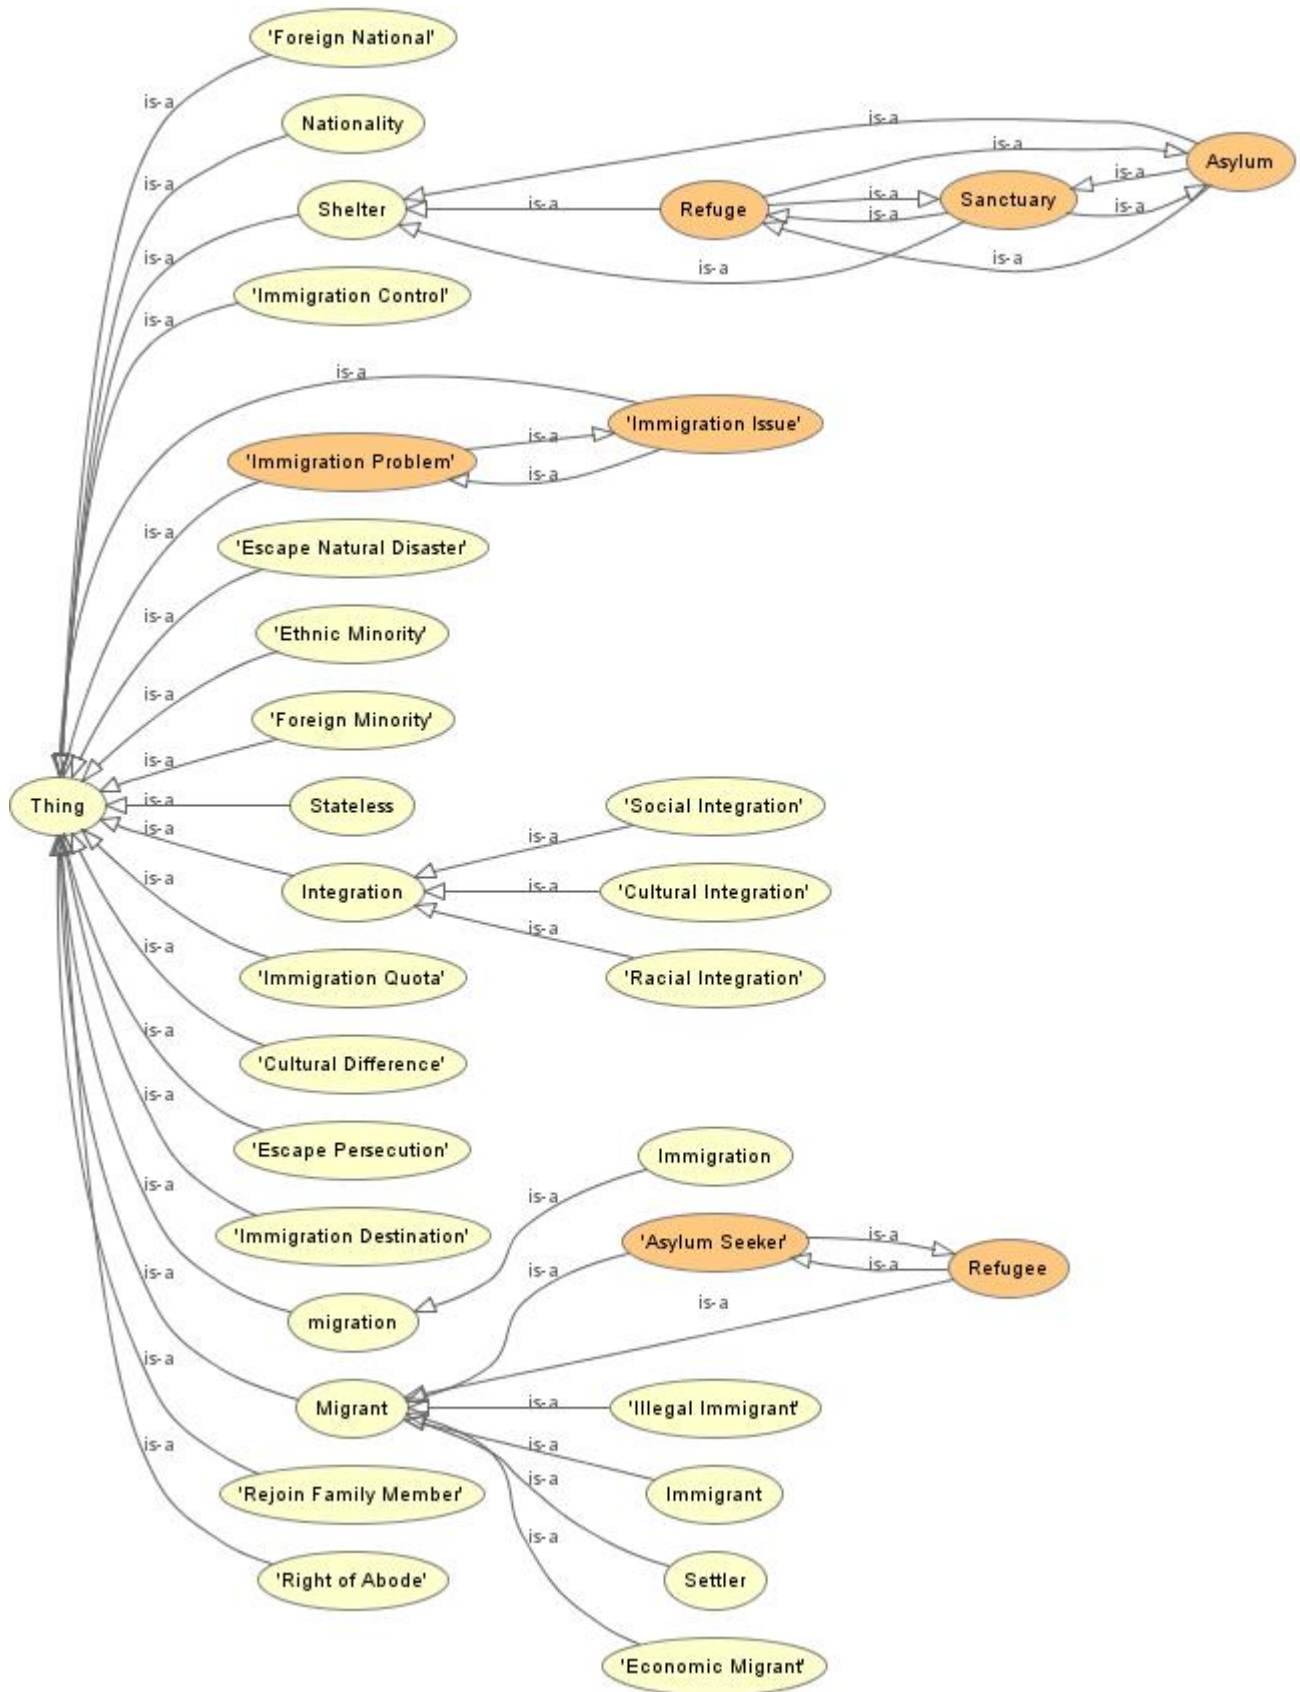 'Foreign National'
is-a
Nationality
is-a
is-a
Asylum
is-a
is-a
Shelter
is-a
Refuge
is-a
is-a
Sanctuary
is-a
is-a
is-a
is-a
is-a
'Immigration Control'
is-a
is-a
'Immigration Issue'
is-a
'Immigration Problem'
is-a
is-a
'Escape Natural Disaster'
is-a
'Ethnic Minority'
is-a
'Foreign Minority'
is-a
Thing
is-a
Stateless
'Social Integration'
is-a
is-a
Integration
is-a
'Cultural Integration'
is-a
is-a
'Immigration Quota'
'Racial Integration'
is-a
'Cultural Difference'
is-a
'Escape Persecution'
Immigration
is-a
is-a
is-a
'Immigration Destination'
'Asylum Seeker'
is-a
is-a
Refugee
is-a
is-a
is-a
migration
is-a
Migrant
is-a
'Illegal Immigrant'
is-a
is-a
is-a
'Rejoin Family Member'
Immigrant
is-a
'Right of Abode'
Settler
'Economic Migrant'